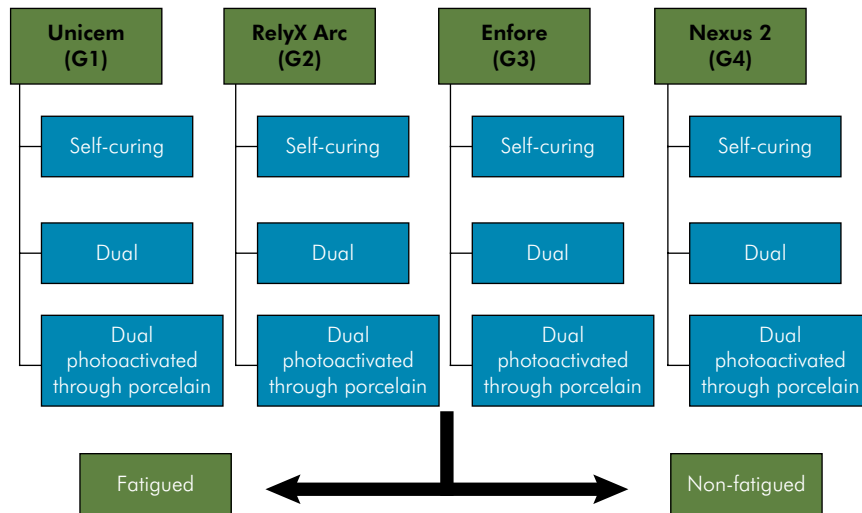 Unicem
(G1)
RelyX Arc
(G2)
Enfore
(G3)
Nexus 2
(G4)
Self-curing
Self-curing
Self-curing
Self-curing
Dual
Dual
Dual
Dual
Dual
photoactivated
through porcelain
Dual
photoactivated
through porcelain
Dual
photoactivated
through porcelain
Dual
photoactivated
through porcelain
Fatigued
Non-fatigued